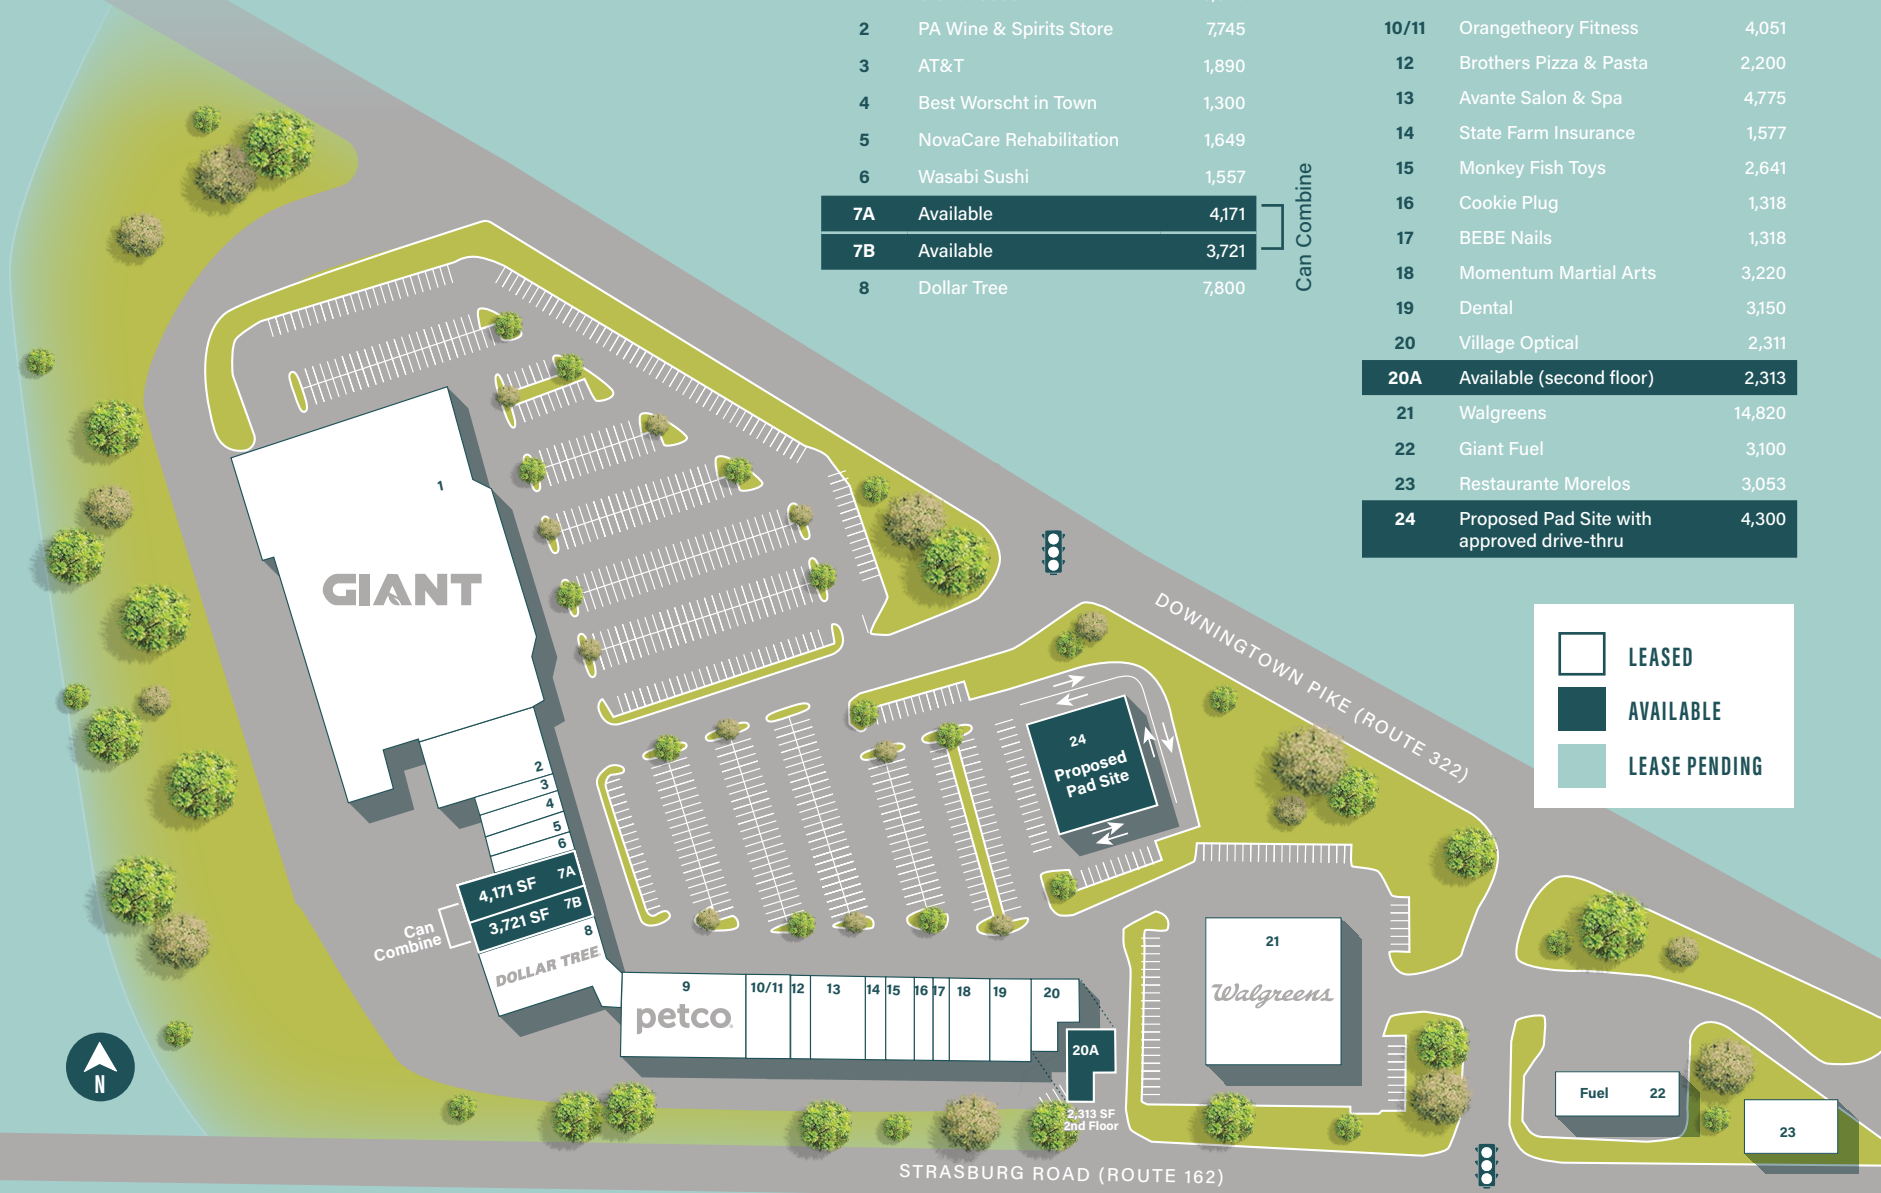 2 PA Wine & Spirits Store 7,745
3 AT&T 1,890
4 Best Worscht in Town 1,300
5 NovaCare Rehabilitation 1,649
6 Wasabi Sushi 1,557
7A Available 4,171
7B Available 3,721
8 Dollar Tree 7,800
Can Combine
10/11 Orangetheory Fitness 4,051
12 Brothers Pizza & Pasta 2,200
13 Avante Salon & Spa 4,775
14 State Farm Insurance 1,577
15 Monkey Fish Toys 2,641
16 Cookie Plug 1,318
17 BEBE Nails 1,318
18 Momentum Martial Arts 3,220
19 Dental 3,150
20 Village Optical 2,311
20A Available (second floor) 2,313
21 Walgreens 14,820
22 Giant Fuel 3,100
23 Restaurante Morelos 3,053
24 Proposed Pad Site with 4,300
approved drive-thru
LEASED
AVAILABLE
LEASE PENDING
DOWNINGTOWN PIKE (ROUTE 322)
1
GIANT
2
3
4
5
6
4,171 SF 7A
3,721 SF 7B
Can
Combine
8
DOLLAR TREE
24
Proposed
Pad Site
9
petco
10/11
12
13
14
15
16
17
18
19
20
20A
2,313 SF
2nd Floor
21
Walgreens
Fuel 22
23
N
STRASBURG ROAD (ROUTE 162)